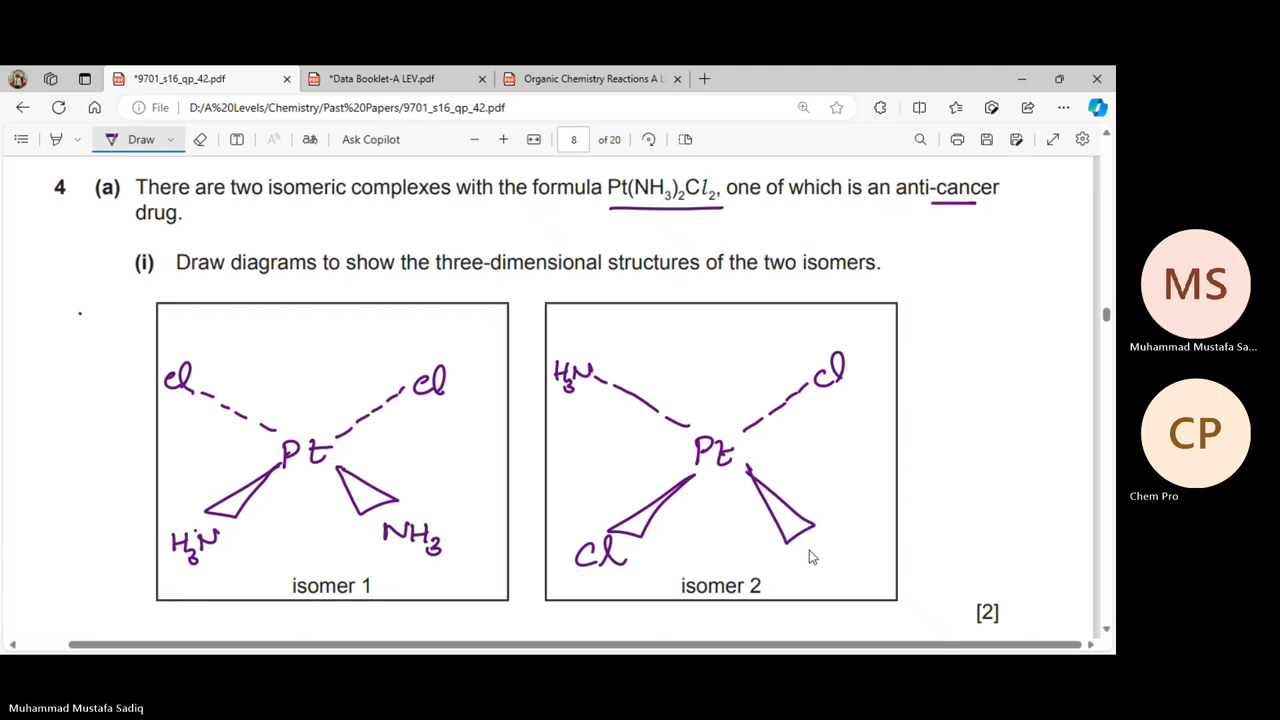 *9701_s16_qp_42.pdf
*Data Booklet-A LEV.pdf
Organic Chemistry Reactions A L
File
D:/A%20Levels/Chemistry/Past%20Papers/9701_s16_qp_42.pdf
Draw
Ask Copilot
8
of 20
4 (a) There are two isomeric complexes with the formula Pt(NH₃)₂Cl₂, one of which is an anti-cancer
drug.
(i) Draw diagrams to show the three-dimensional structures of the two isomers.
Cl
Cl
Pt
H₃N
NH₃
isomer 1
H₃N
Cl
Pt
Cl
isomer 2
[2]
MS
Muhammad Mustafa Sa...
CP
Chem Pro
Muhammad Mustafa Sadiq